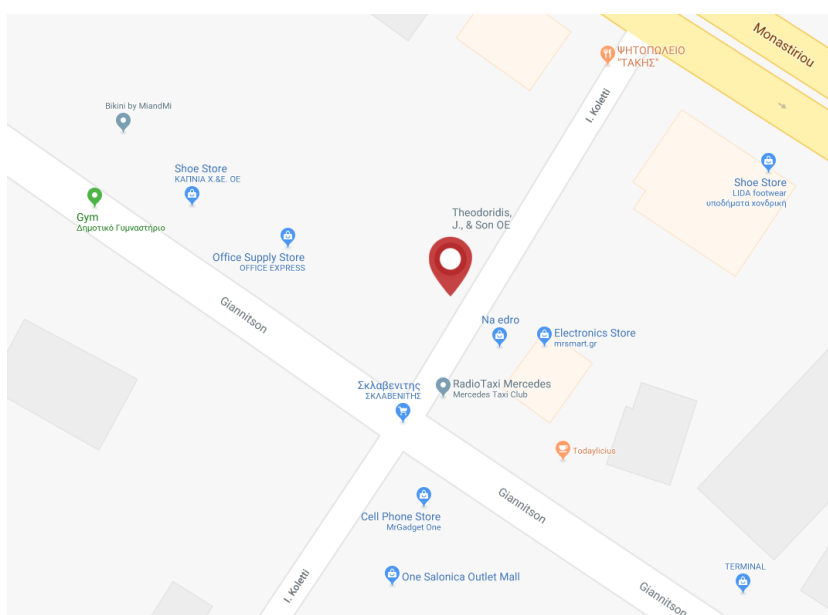 Monastiriou
ΨΗΤΟΠΩΛΕΙΟ
"ΤΑΚΗΣ"
I. Koletti
Bikini by MiandMi
Shoe Store
ΚΑΠΝΙΑ Χ.&Ε. ΟΕ
Shoe Store
LIDA footwear
υποδήματα χονδρική
Gym
Δημοτικό Γυμναστήριο
Theodoridis,
J., & Son OE
Office Supply Store
OFFICE EXPRESS
Giannitson
Na edro
Electronics Store
mrsmart.gr
Σκλαβενιτης
ΣΚΛΑΒΕΝΙΤΗΣ
RadioTaxi Mercedes
Mercedes Taxi Club
Todaylicius
Giannitson
Cell Phone Store
MrGadget One
One Salonica Outlet Mall
I. Koletti
TERMINAL
Giannitson